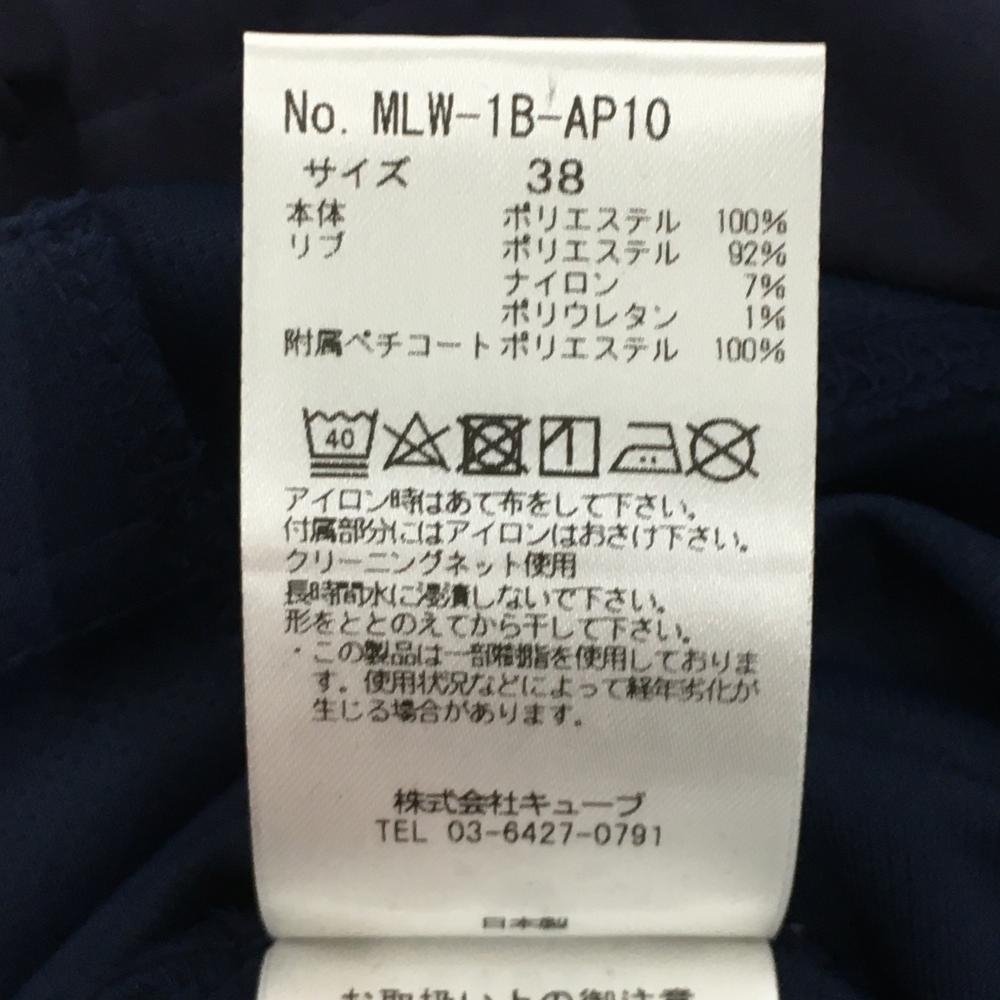 No. MLW-1B-AP10
サイズ 38
本体 ポリエステル 100%
リブ ポリエステル 92%
ナイロン 7%
ポリウレタン 1%
附属ペチコート ポリエステル 100%
40
アイロン時はあて布をして下さい。
付属部分にはアイロンはおさけ下さい。
クリーニングネット使用
長時間水に浸漬しないで下さい。
形をととのえてから干して下さい。
・この製品は一部樹脂を使用しておりま
す。使用状況などによって経年劣化が
生じる場合があります。
株式会社キューブ
TEL 03-6427-0791
日本製
お取扱い上の御注意